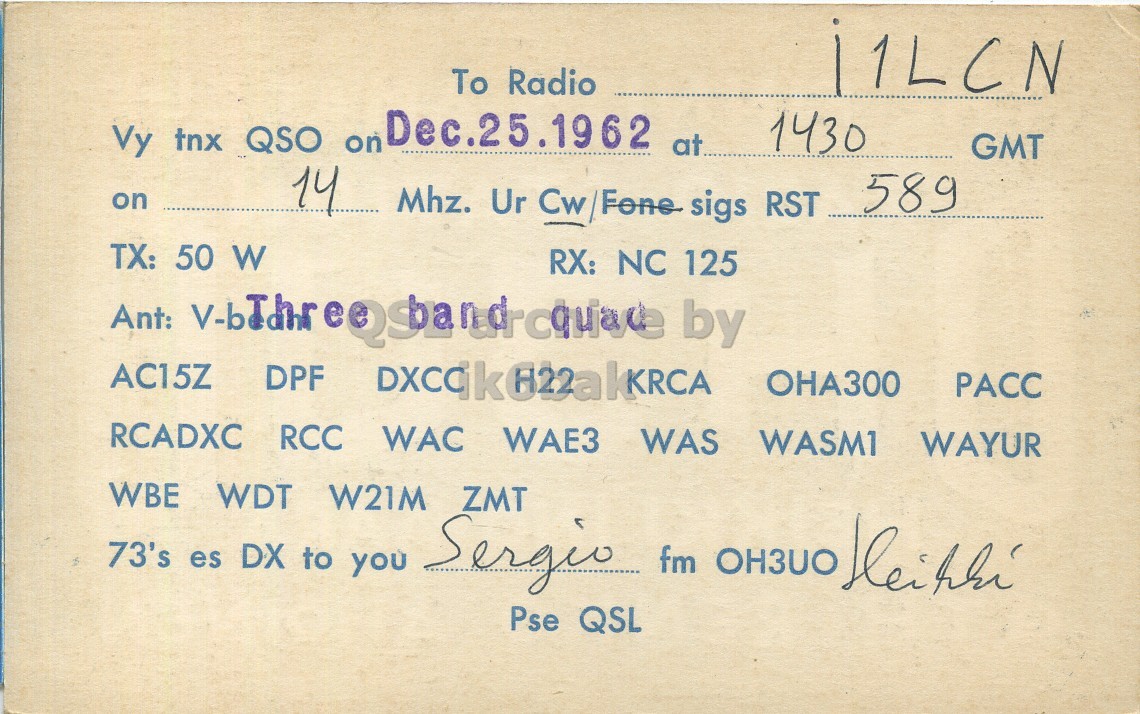 To Radio i1LCN
Vy tnx QSO on Dec.25.1962 at 1430 GMT
on 14 Mhz. Ur Cw/Fone sigs RST 589
TX: 50 W RX: NC 125
Ant: V-beam Three band quad
QSL archive by
ik6bak
AC15Z DPF DXCC H22 KRCA OHA300 PACC
RCADXC RCC WAC WAE3 WAS WASM1 WAYUR
WBE WDT W21M ZMT
73's es DX to you Sergio fm OH3UO Heikki
Pse QSL